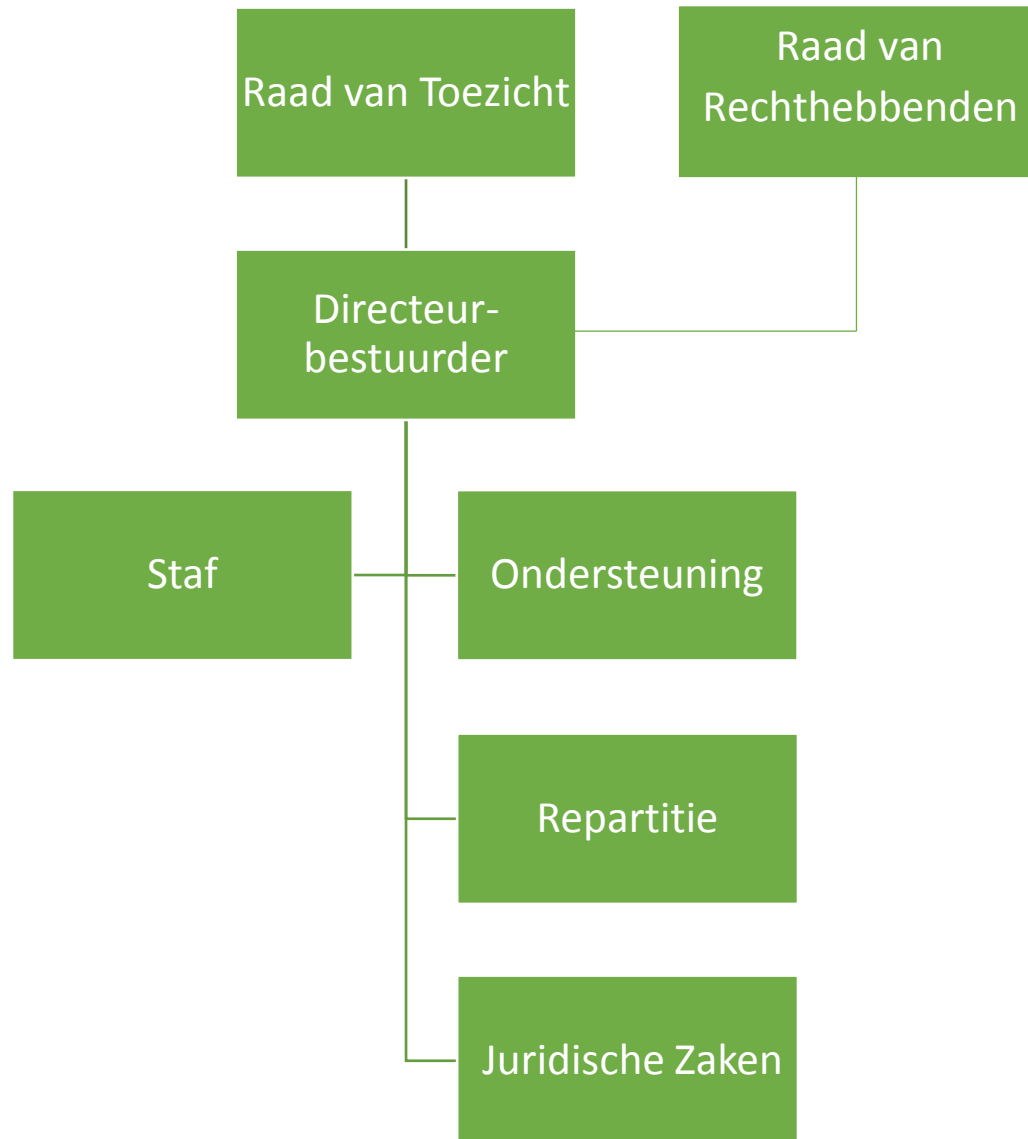 Raad van Toezicht
Raad van
Rechthebbenden
Directeur-
bestuurder
Staf
Ondersteuning
Repartitie
Juridische Zaken